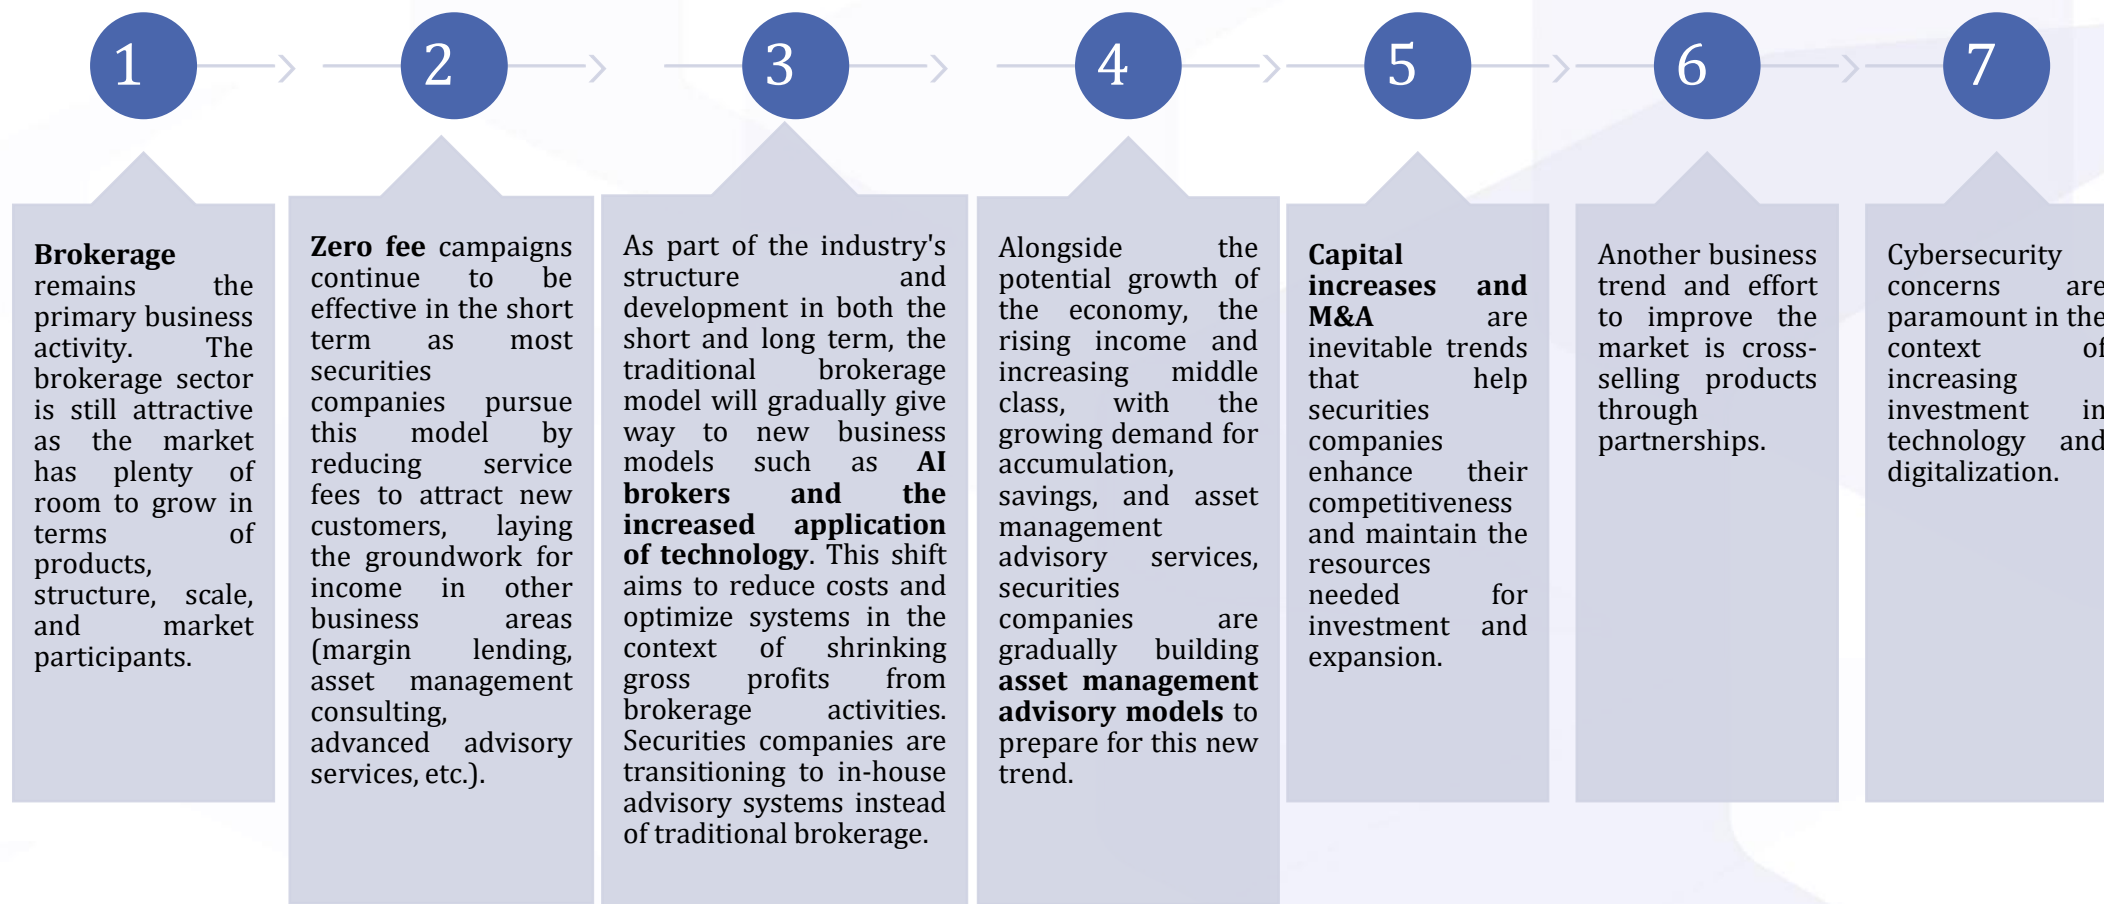 1
2
3
4
5
6
7
Brokerage
remains the
primary business
activity. The
brokerage sector
is still attractive
as the market
has plenty of
room to grow in
terms of
products,
structure, scale,
and market
participants.
Zero fee campaigns
continue to be
effective in the short
term as most
securities
companies pursue
this model by
reducing service
fees to attract new
customers, laying
the groundwork for
income in other
business areas
(margin lending,
asset management
consulting,
advanced advisory
services, etc.).
As part of the industry's
structure and
development in both the
short and long term, the
traditional brokerage
model will gradually give
way to new business
models such as AI
brokers and the
increased application
of technology. This shift
aims to reduce costs and
optimize systems in the
context of shrinking
gross profits from
brokerage activities.
Securities companies are
transitioning to in-house
advisory systems instead
of traditional brokerage.
Alongside the
potential growth of
the economy, the
rising income and
increasing middle
class, with the
growing demand for
accumulation,
savings, and asset
management
advisory services,
securities
companies are
gradually building
asset management
advisory models to
prepare for this new
trend.
Capital
increases and
M&A are
inevitable trends
that help
securities
companies
enhance their
competitiveness
and maintain the
resources
needed for
investment and
expansion.
Another business
trend and effort
to improve the
market is cross-
selling products
through
partnerships.
Cybersecurity
concerns are
paramount in the
context of
increasing
investment in
technology and
digitalization.